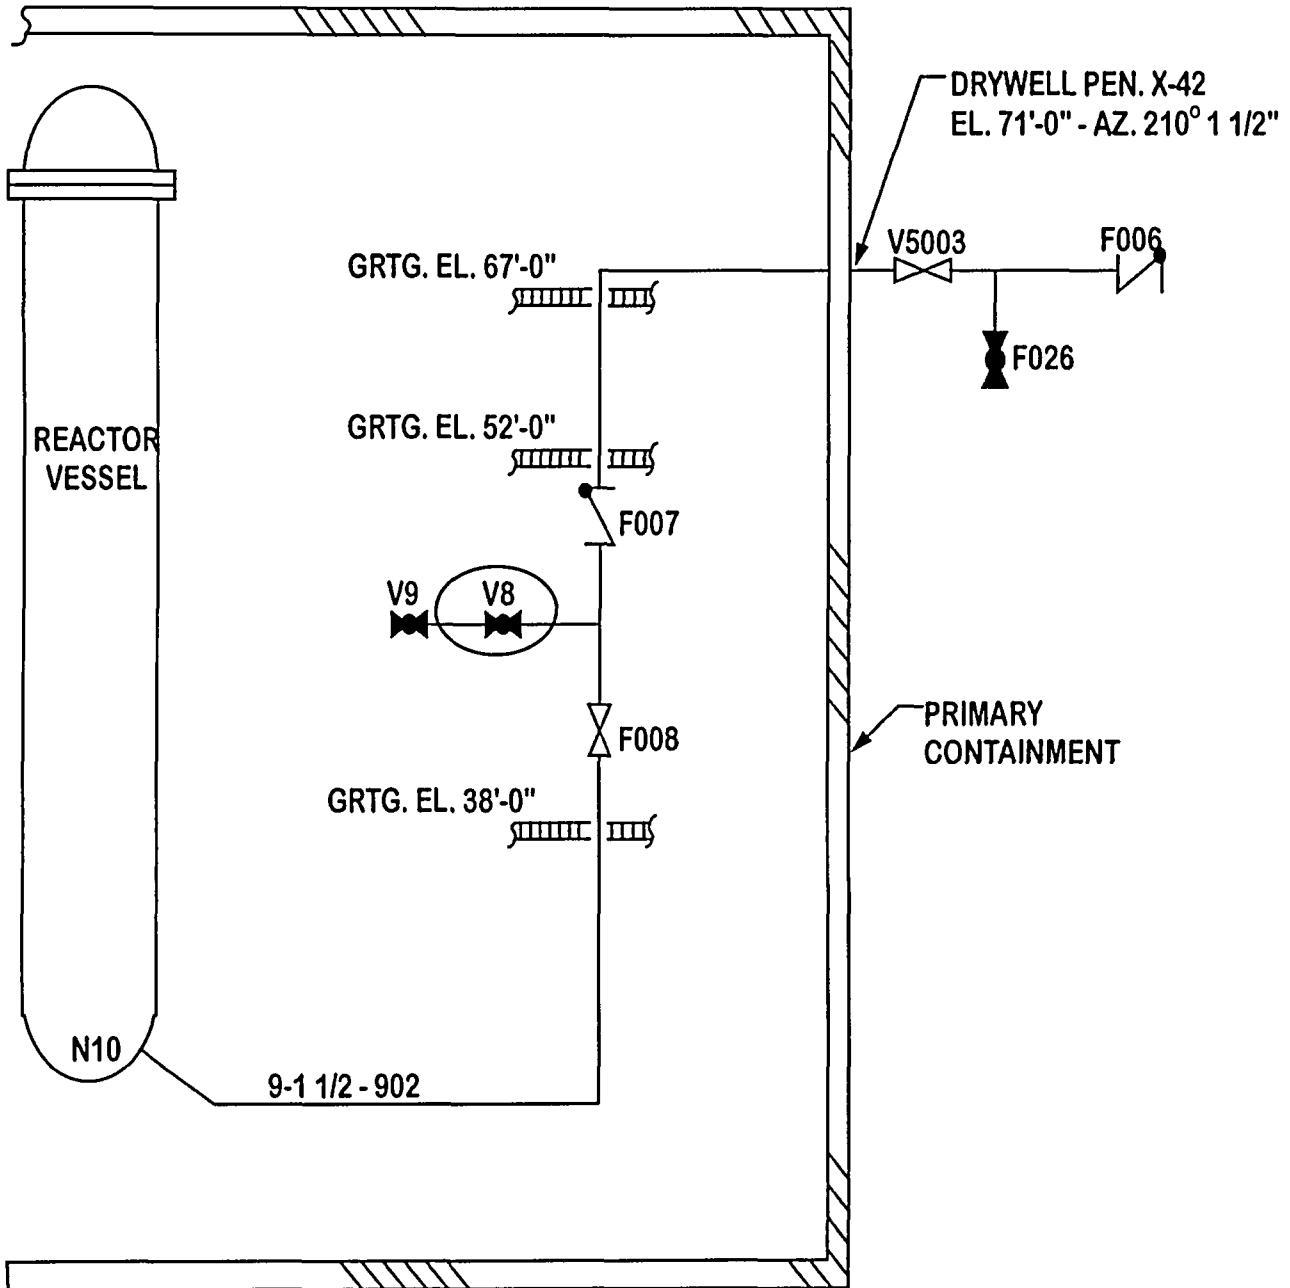 DRYWELL PEN. X-42
EL. 71'-0" - AZ. 210° 1 1/2"
V5003
F006
GRTG. EL. 67'-0"
F026
GRTG. EL. 52'-0"
REACTOR
VESSEL
F007
V9
V8
F008
PRIMARY
CONTAINMENT
GRTG. EL. 38'-0"
N10
9-1 1/2 - 902